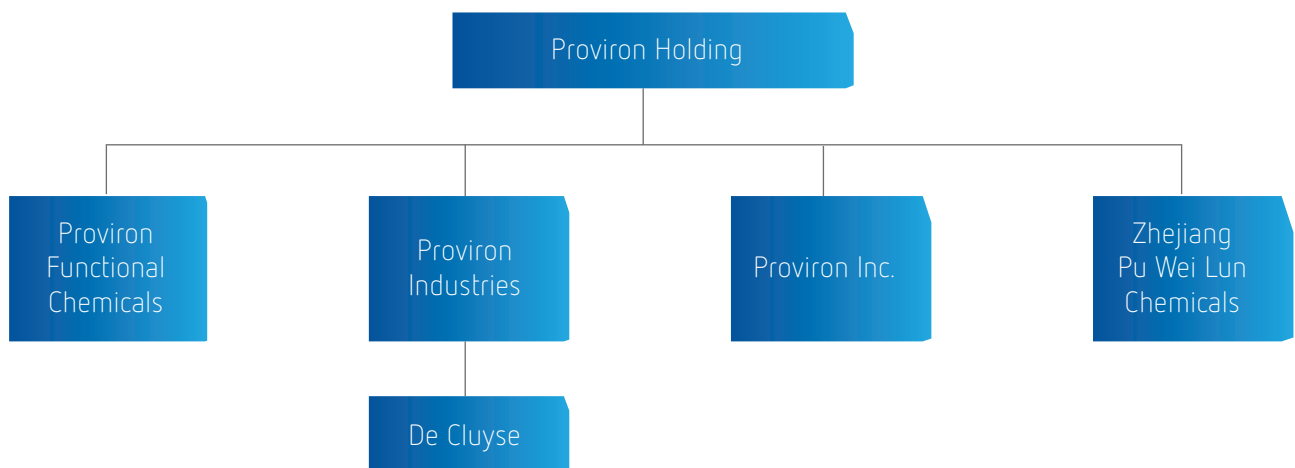 Proviron Holding
Proviron
Functional
Chemicals
Proviron
Industries
Proviron Inc.
Zhejiang
Pu Wei Lun
Chemicals
De Cluyse